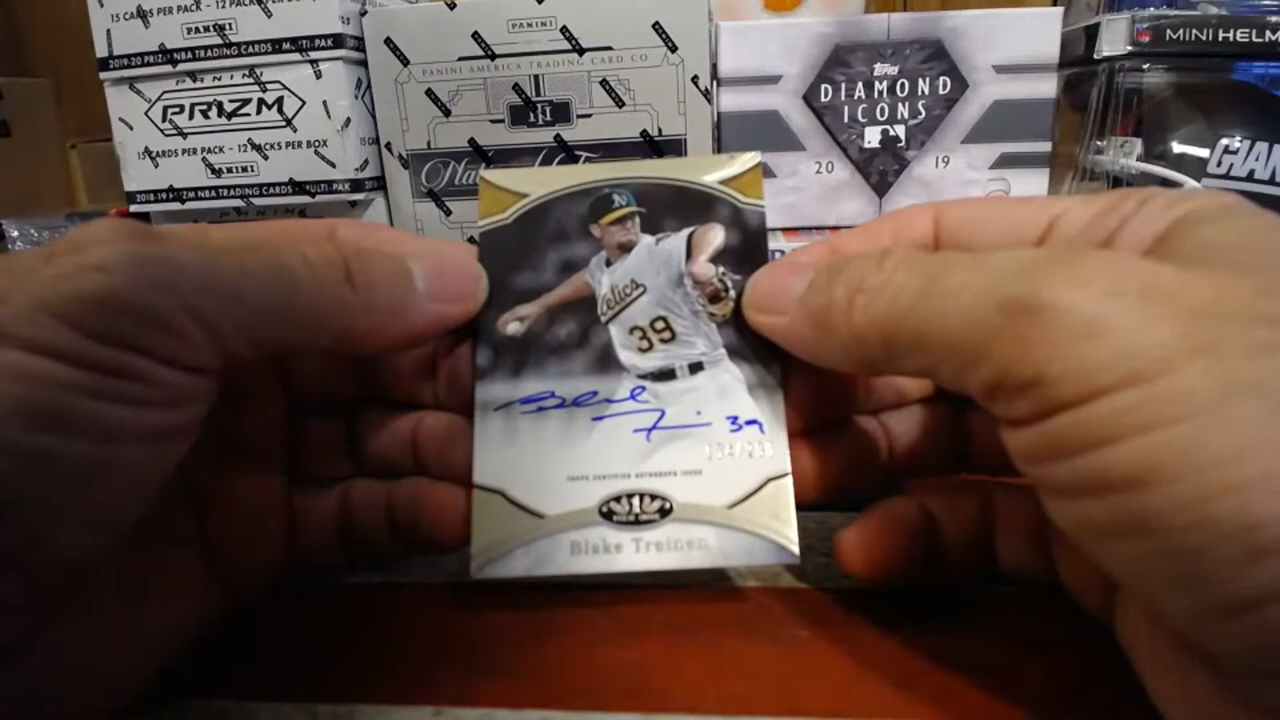 15 CARDS PER PACK - 12 PACKS PER BOX
PANINI
2019-20 PRIZM NBA TRADING CARDS • MULTI-PAK
PANINI
PRIZM
15 CARDS PER PACK - 12 PACKS PER BOX
PANINI
2018-19 PRIZM NBA TRADING CARDS • MULTI-PAK
PANINI
PANINI
PANINI AMERICA TRADING CARD CO
Topps
DIAMOND
ICONS
20 19
NFL
MINI HELM
GIAN
39
Blake
39
TOPPS CERTIFIED AUTOGRAPH ISSUE
Blake Treinen